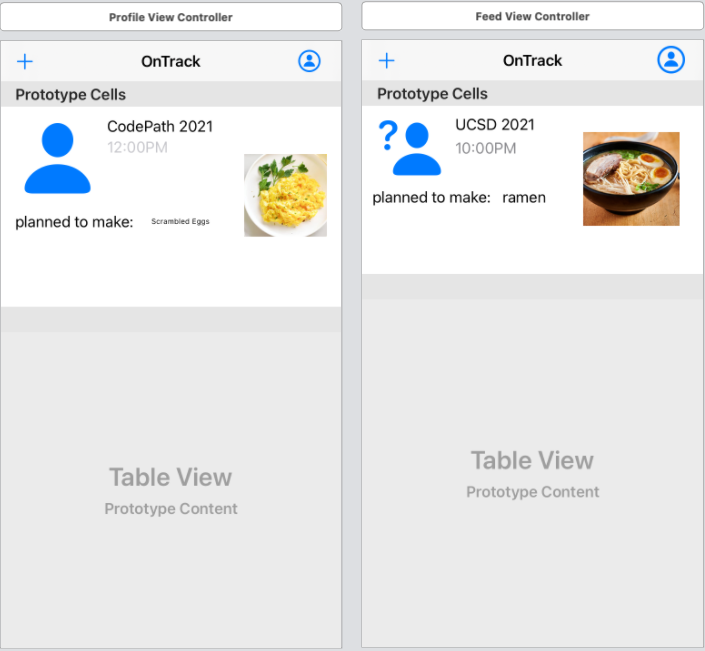 Profile View Controller
OnTrack
Prototype Cells
CodePath 2021
12:00PM
planned to make: Scrambled Eggs
Table View
Prototype Content
Feed View Controller
OnTrack
Prototype Cells
?
UCSD 2021
10:00PM
planned to make: ramen
Table View
Prototype Content